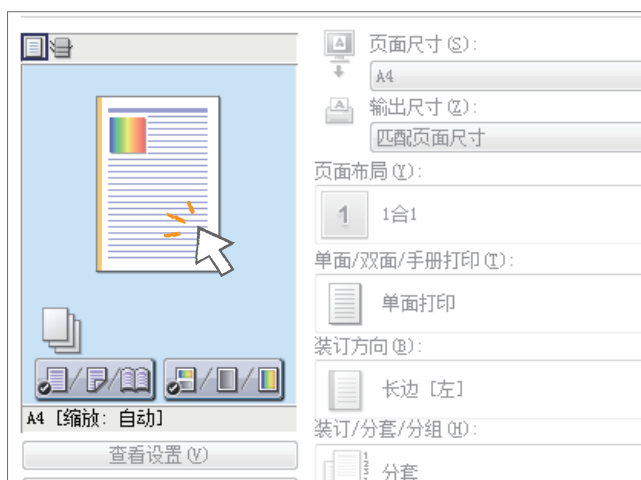 页面尺寸(S):
A4
输出尺寸(Z):
匹配页面尺寸
页面布局(Y):
1 1合1
单面/双面/手册打印(T):
单面打印
装订方向(B):
长边 [左]
A4 [缩放: 自动]
装订/分套/分组(H):
查看设置(V)
分套